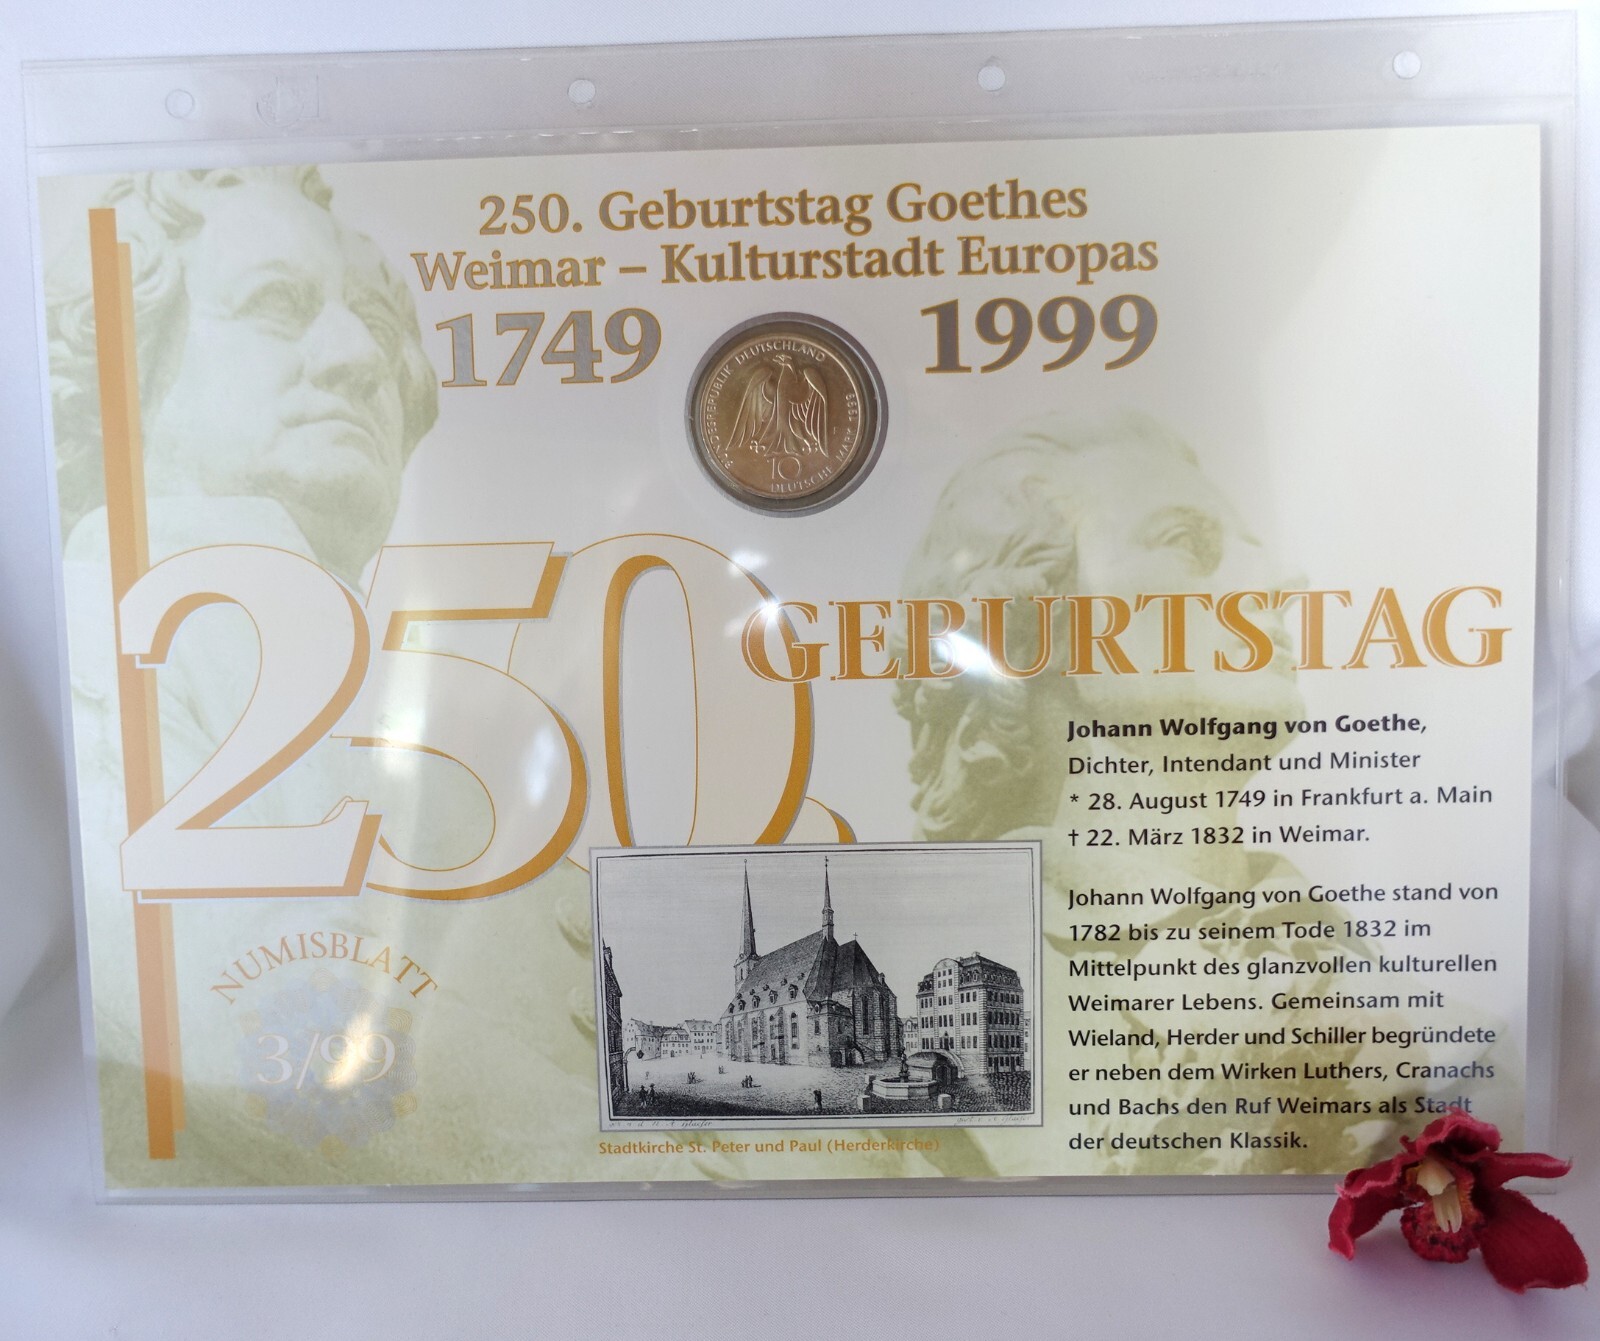 250. Geburtstag Goethes
Weimar – Kulturstadt Europas
1749
1999
BUNDESREPUBLIK DEUTSCHLAND
1999
10
DEUTSCHE MARK
250.
GEBURTSTAG
Johann Wolfgang von Goethe,
Dichter, Intendant und Minister
* 28. August 1749 in Frankfurt a. Main
† 22. März 1832 in Weimar.
Johann Wolfgang von Goethe stand von
1782 bis zu seinem Tode 1832 im
Mittelpunkt des glanzvollen kulturellen
Weimarer Lebens. Gemeinsam mit
Wieland, Herder und Schiller begründete
er neben dem Wirken Luthers, Cranachs
und Bachs den Ruf Weimars als Stadt
der deutschen Klassik.
NUMISBLATT
3/99
Stadtkirche St. Peter und Paul (Herderkirche)